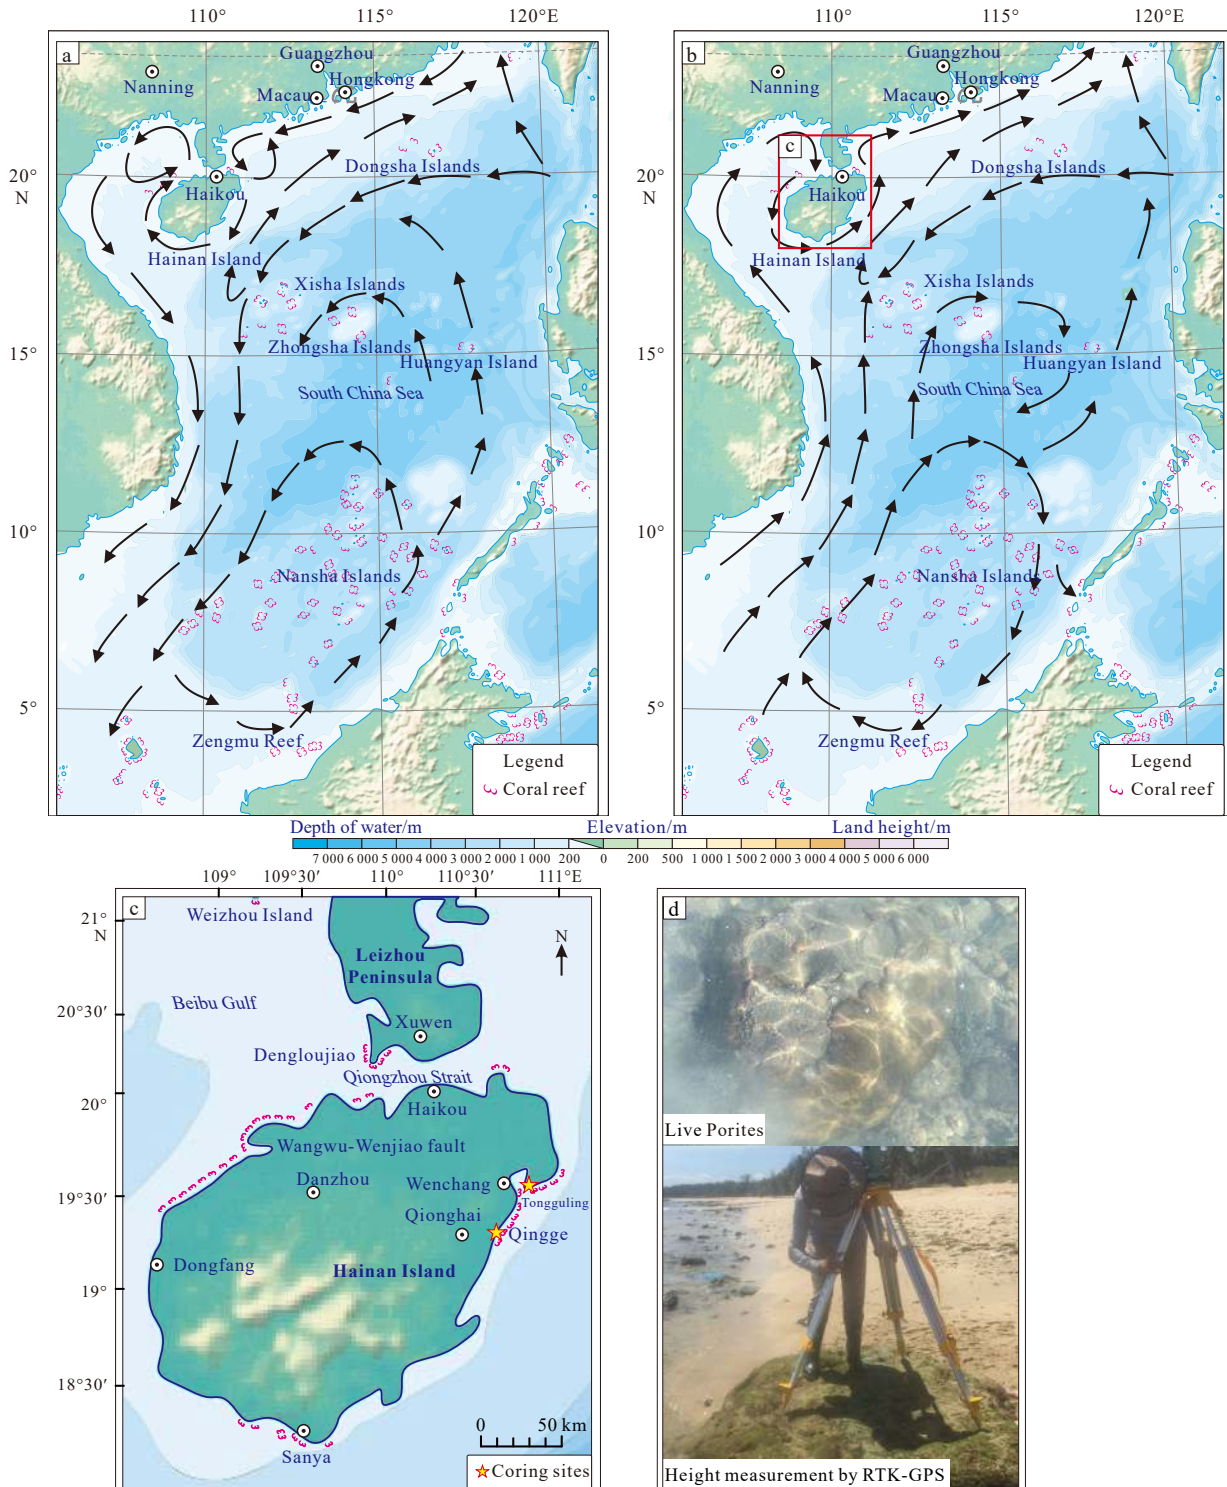 110° 115° 120°E
110° 115° 120°E
a
Guangzhou
Nanning
Hongkong
Macau
20°
N
Haikou
Dongsha Islands
Hainan Island
Xisha Islands
Zhongsha Islands
15°
Huangyan Island
South China Sea
10°
Nansha Islands
5°
Zengmu Reef
Legend
Coral reef
b
Guangzhou
Nanning
Hongkong
Macau
c
20°
N
Haikou
Dongsha Islands
Hainan Island
Xisha Islands
Zhongsha Islands
15°
Huangyan Island
South China Sea
10°
Nansha Islands
5°
Zengmu Reef
Legend
Coral reef
Depth of water/m Elevation/m Land height/m
7 000 6 000 5 000 4 000 3 000 2 000 1 000 200 0 200 500 1 000 1 500 2 000 3 000 4 000 5 000 6 000
109° 109°30′ 110° 110°30′ 111°E
c
21°
N
Weizhou Island
N
Leizhou
Peninsula
Beibu Gulf
20°30′
Xuwen
Dengloujiao
Qiongzhou Strait
20°
Haikou
Wangwu-Wenjiao fault
Danzhou
Wenchang
19°30′
Tongguling
Qionghai
Qingge
Dongfang
Hainan Island
19°
18°30′
0 50 km
Sanya
Coring sites
d
Live Porites
Height measurement by RTK-GPS